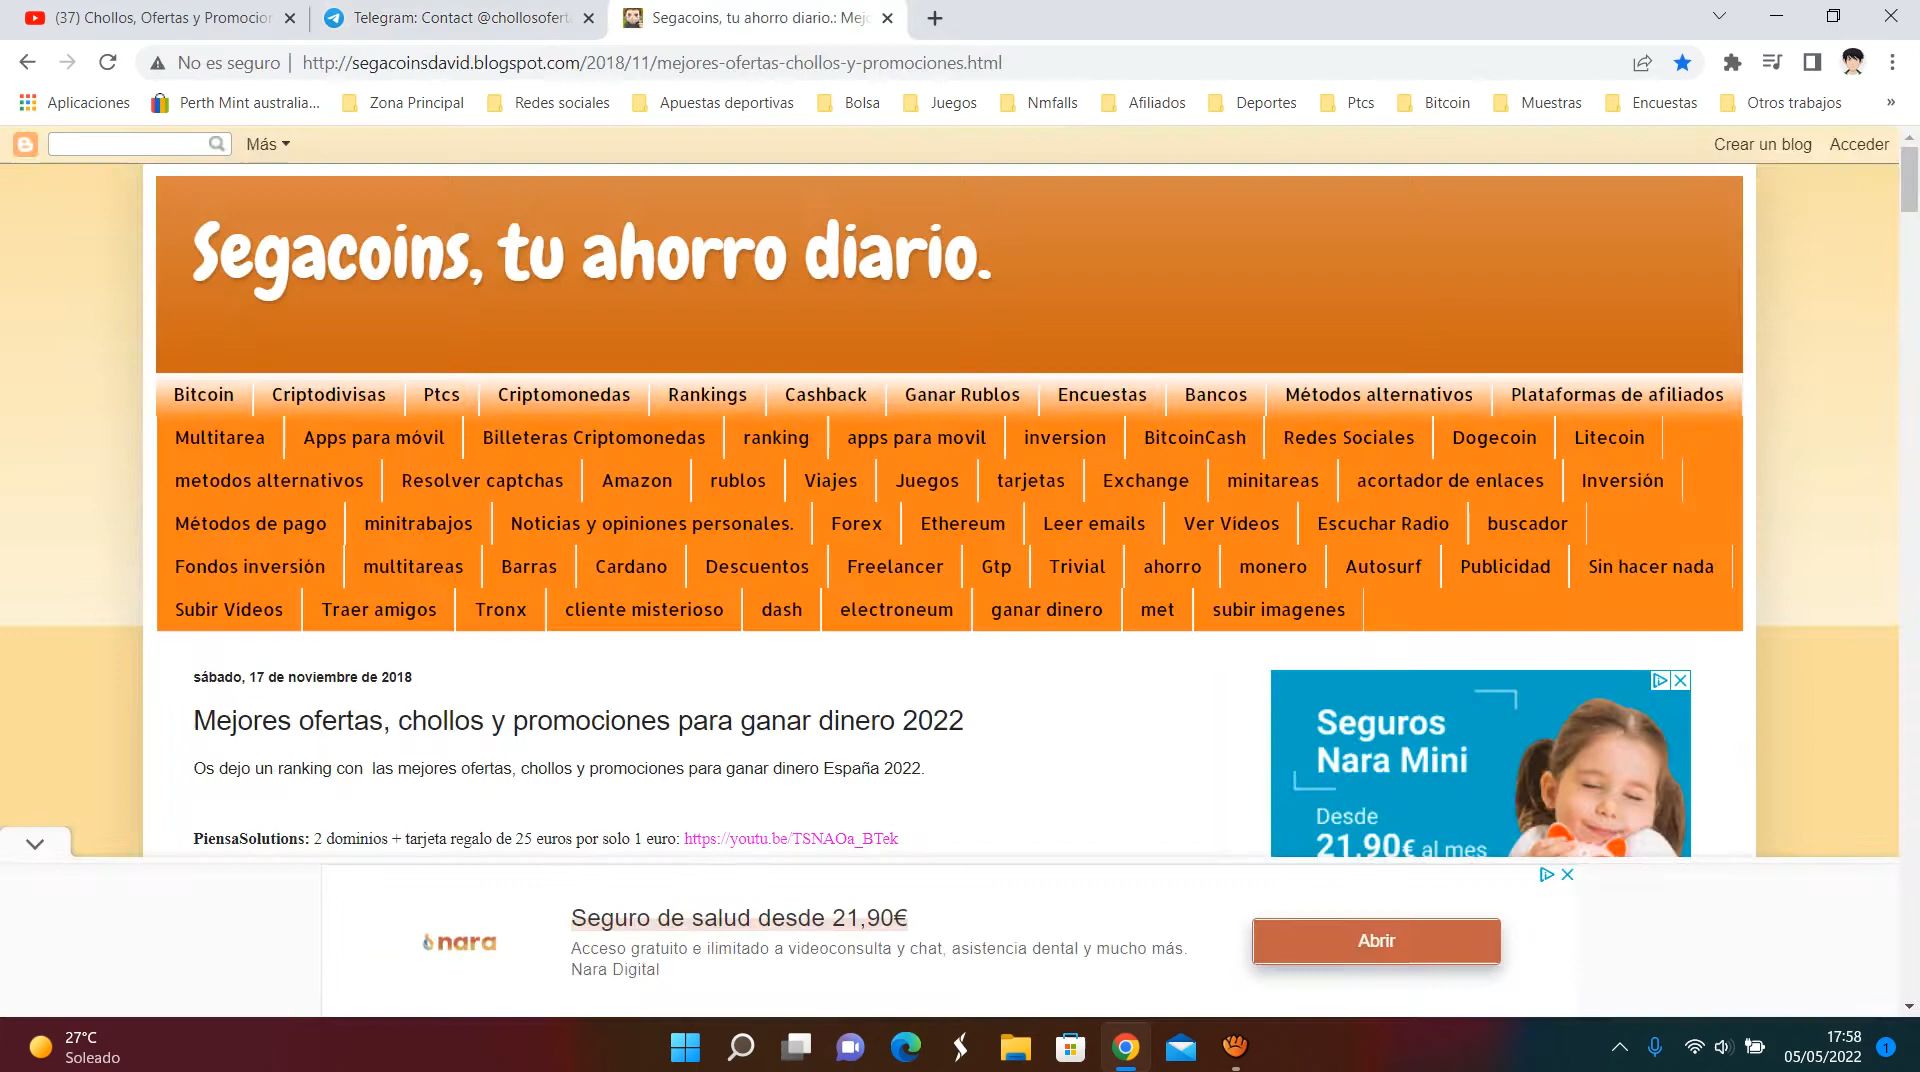 (37) Chollos, Ofertas y Promocion
Telegram: Contact @chollosofert
Segacoins, tu ahorro diario.: Mejo
No es seguro | http://segacoinsdavid.blogspot.com/2018/11/mejores-ofertas-chollos-y-promociones.html
Aplicaciones Perth Mint australia... Zona Principal Redes sociales Apuestas deportivas Bolsa Juegos Nmfalls Afiliados Deportes Ptcs Bitcoin Muestras Encuestas Otros trabajos »
Más Crear un blog Acceder
Segacoins, tu ahorro diario.
Bitcoin Criptodivisas Ptcs Criptomonedas Rankings Cashback Ganar Rublos Encuestas Bancos Métodos alternativos Plataformas de afiliados
Multitarea Apps para móvil Billeteras Criptomonedas ranking apps para movil inversion BitcoinCash Redes Sociales Dogecoin Litecoin
metodos alternativos Resolver captchas Amazon rublos Viajes Juegos tarjetas Exchange minitareas acortador de enlaces Inversión
Métodos de pago minitrabajos Noticias y opiniones personales. Forex Ethereum Leer emails Ver Vídeos Escuchar Radio buscador
Fondos inversión multitareas Barras Cardano Descuentos Freelancer Gtp Trivial ahorro monero Autosurf Publicidad Sin hacer nada
Subir Vídeos Traer amigos Tronx cliente misterioso dash electroneum ganar dinero met subir imagenes
sábado, 17 de noviembre de 2018
Mejores ofertas, chollos y promociones para ganar dinero 2022
Os dejo un ranking con las mejores ofertas, chollos y promociones para ganar dinero España 2022.
PiensaSolutions: 2 dominios + tarjeta regalo de 25 euros por solo 1 euro: https://youtu.be/TSNAOa_BTek
Seguros
Nara Mini
Desde
21,90€ al mes
nara
Seguro de salud desde 21,90€
Acceso gratuito e ilimitado a videoconsulta y chat, asistencia dental y mucho más.
Nara Digital
Abrir
27°C
Soleado
17:58
05/05/2022
1